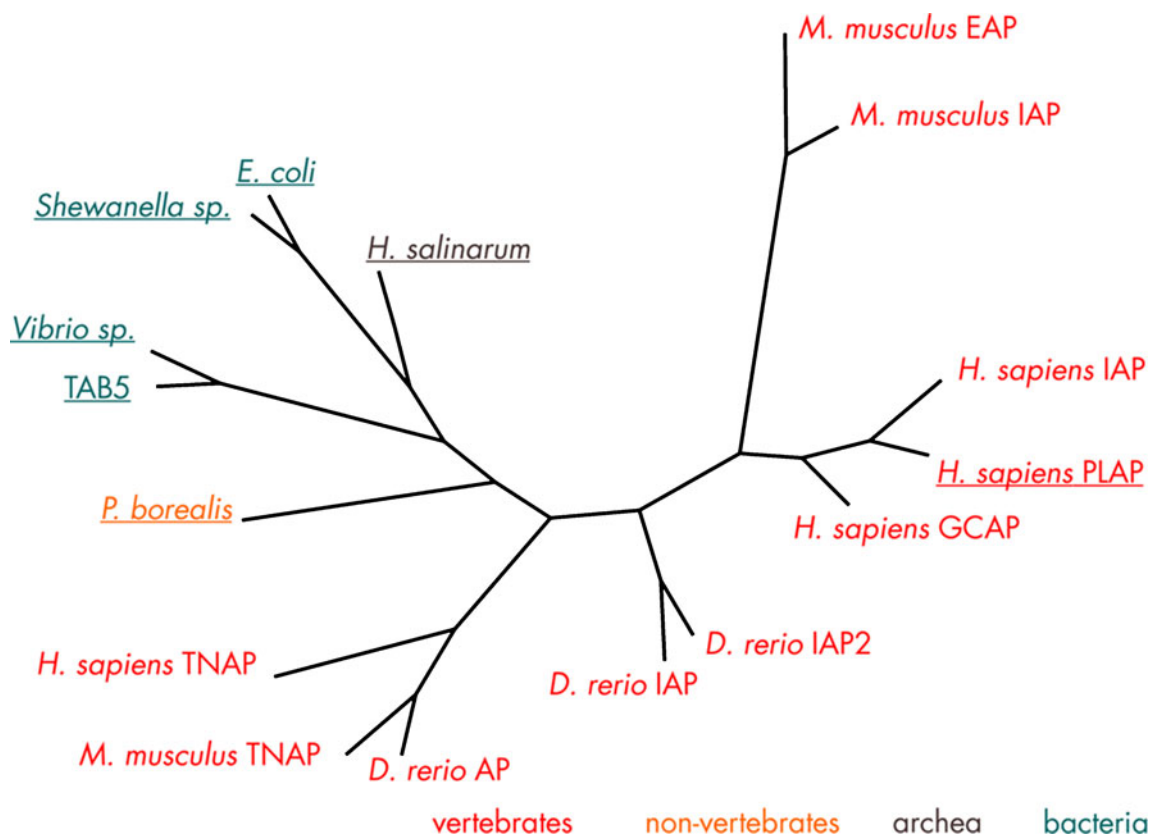 M. musculus EAP
M. musculus IAP
E. coli
Shewanella sp.
H. salinarum
Vibrio sp.
TAB5
H. sapiens IAP
H. sapiens PLAP
P. borealis
H. sapiens GCAP
D. rerio IAP2
H. sapiens TNAP
D. rerio IAP
M. musculus TNAP
D. rerio AP
vertebrates non-vertebrates archea bacteria